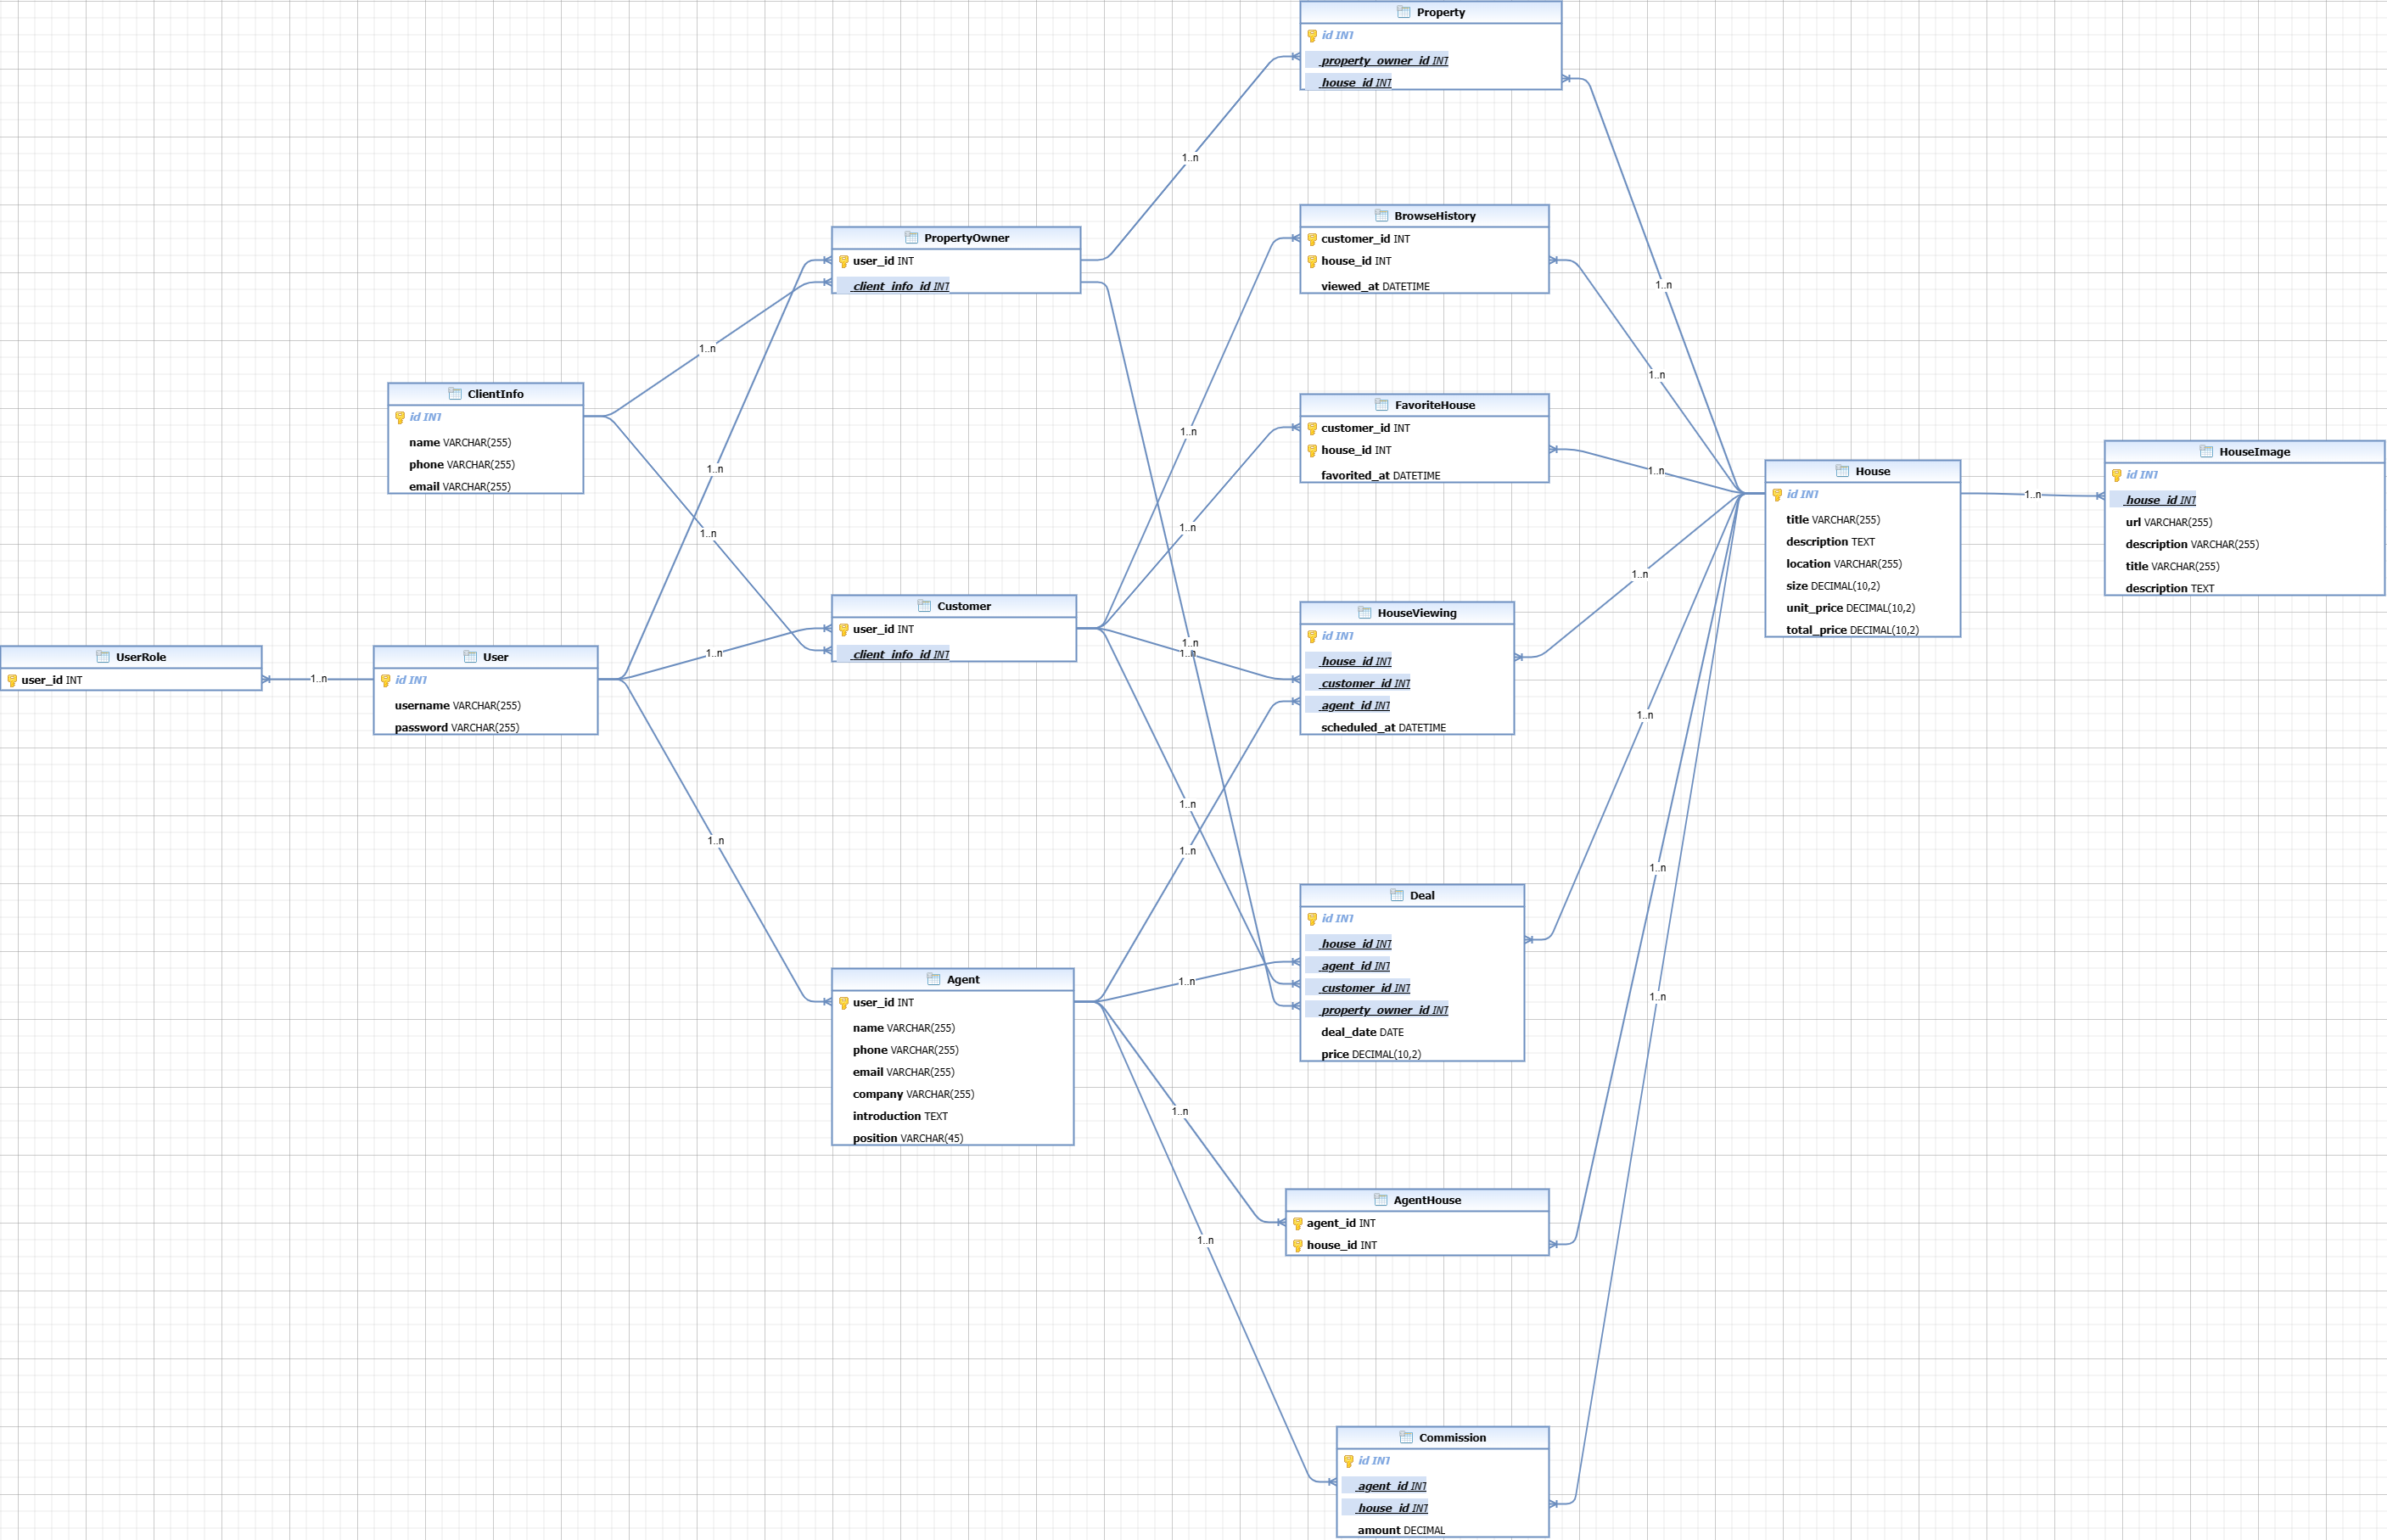 Property
id INT
property_owner_id INT
house_id INT
1..n
BrowseHistory
customer_id INT
house_id INT
viewed_at DATETIME
PropertyOwner
user_id INT
client_info_id INT
1..n
1..n
1..n
ClientInfo
id INT
name VARCHAR(255)
phone VARCHAR(255)
email VARCHAR(255)
FavoriteHouse
customer_id INT
house_id INT
favorited_at DATETIME
1..n
1..n
1..n
House
id INT
title VARCHAR(255)
description TEXT
location VARCHAR(255)
size DECIMAL(10,2)
unit_price DECIMAL(10,2)
total_price DECIMAL(10,2)
1..n
HouseImage
id INT
house_id INT
url VARCHAR(255)
description VARCHAR(255)
title VARCHAR(255)
description TEXT
1..n
1..n
1..n
Customer
user_id INT
client_info_id INT
HouseViewing
id INT
house_id INT
customer_id INT
agent_id INT
scheduled_at DATETIME
1..n
1..n
1..n
UserRole
user_id INT
1..n
User
id INT
username VARCHAR(255)
password VARCHAR(255)
1..n
1..n
1..n
1..n
1..n
Deal
id INT
house_id INT
agent_id INT
customer_id INT
property_owner_id INT
deal_date DATE
price DECIMAL(10,2)
1..n
1..n
Agent
user_id INT
name VARCHAR(255)
phone VARCHAR(255)
email VARCHAR(255)
company VARCHAR(255)
introduction TEXT
position VARCHAR(45)
1..n
AgentHouse
agent_id INT
house_id INT
1..n
Commission
id INT
agent_id INT
house_id INT
amount DECIMAL